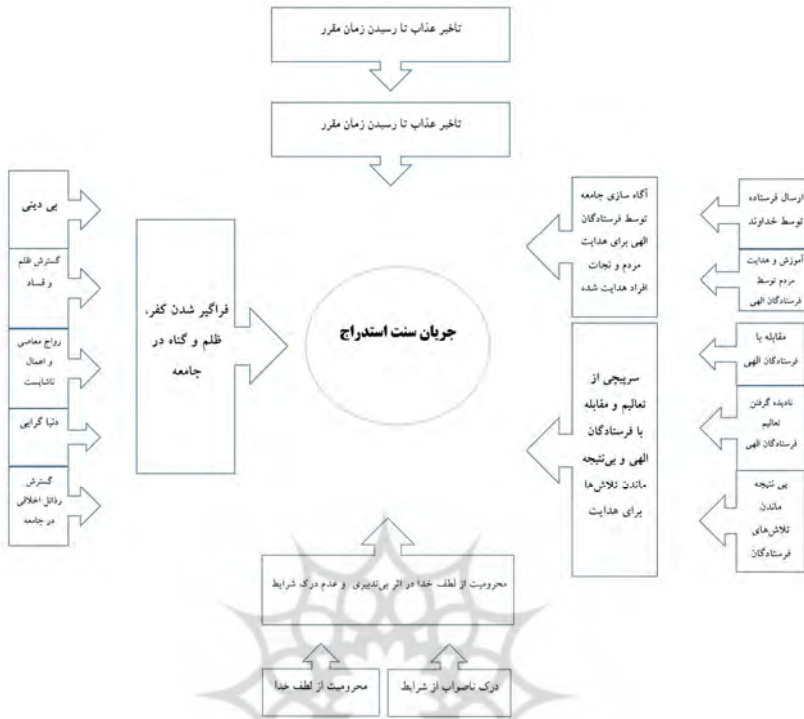 تاخیر عذاب تا رسیدن زمان مقرر
تاخیر عذاب تا رسیدن زمان مقرر
ارسال فرستاده
توسط خداوند
آموزش و هدایت
مردم توسط
فرستادگان الهی
آگاه سازی جامعه
توسط فرستادگان
الهی برای هدایت
مردم و نجات
افراد هدایت شده
مقابله با
فرستادگان الهی
نادیده گرفتن
تعالیم
فرستادگان الهی
بی نتیجه
ماندن
تلاش‌های
فرستادگان
سرپیچی از
تعالیم و مقابله
با فرستادگان
الهی و بی‌نتیجه
ماندن تلاش‌ها
برای هدایت
جریان سنت استدراج
فراگیر شدن کفر،
ظلم و گناه در
جامعه
بی دینی
گسترش ظلم
و فساد
رواج معاصی
و اعمال
ناشایست
دنیا گرایی
گسترش
رذائل اخلاقی
در جامعه
محرومیت از لطف خدا در اثر بی‌تدبیری و عدم درک شرایط
درک ناصواب از شرایط
محرومیت از لطف خدا